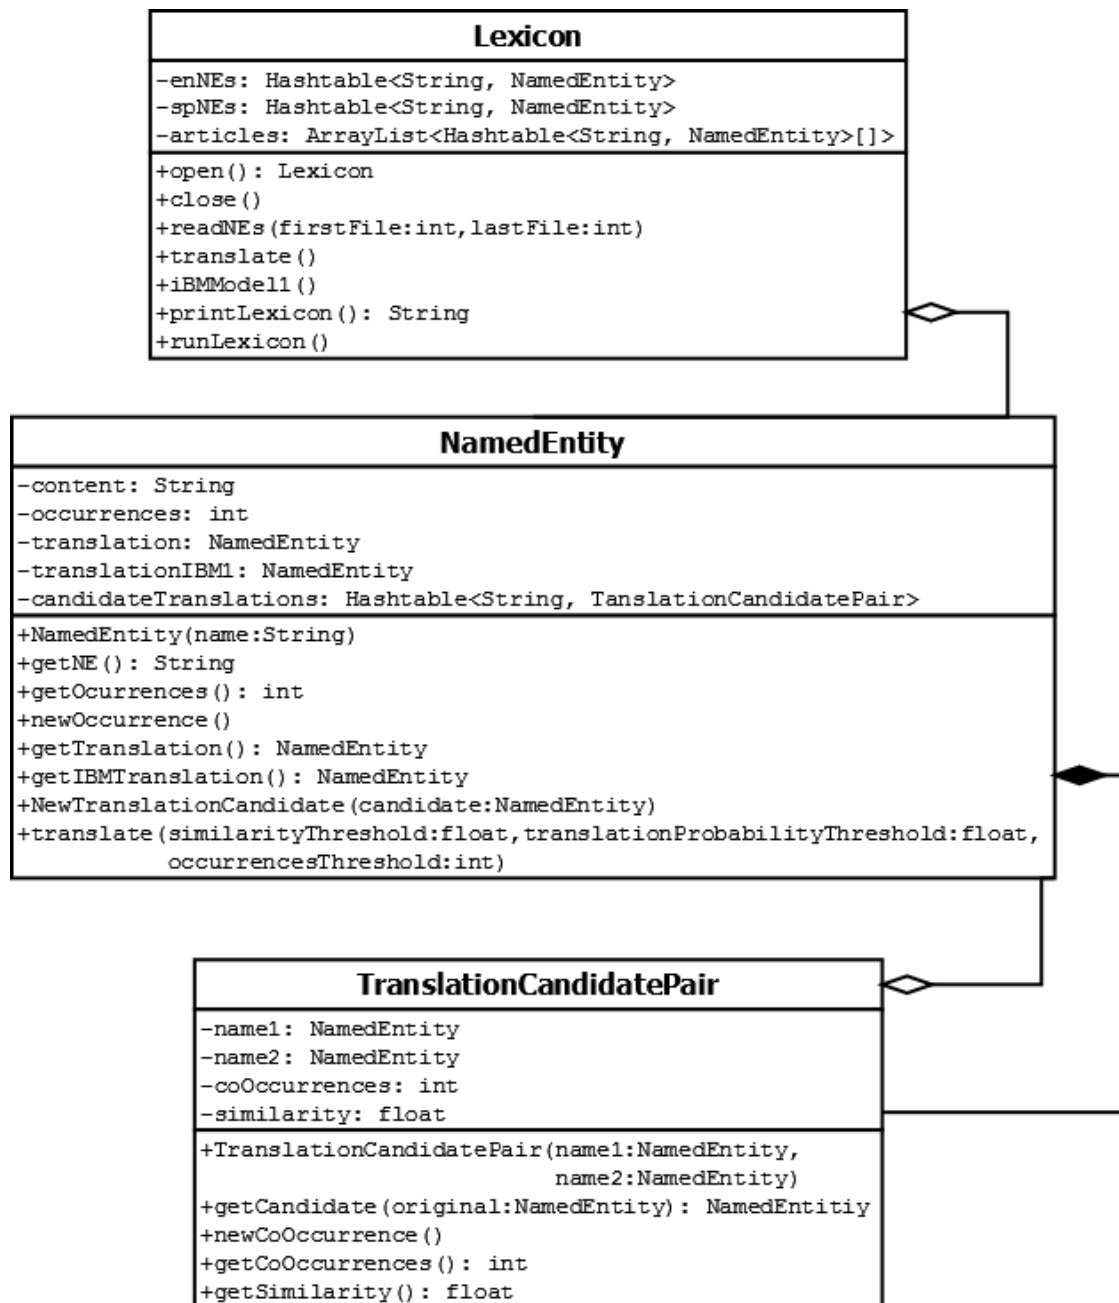 Lexicon
-enNEs: Hashtable<String, NamedEntity>
-spNEs: Hashtable<String, NamedEntity>
-articles: ArrayList<Hashtable<String, NamedEntity>[]>
+open(): Lexicon
+close()
+readNEs(firstFile:int,lastFile:int)
+translate()
+iBMModel1()
+printLexicon(): String
+runLexicon()
NamedEntity
-content: String
-occurrences: int
-translation: NamedEntity
-translationIBM1: NamedEntity
-candidateTranslations: Hashtable<String, TanslationCandidatePair>
+NamedEntity(name:String)
+getNE(): String
+getOcurrences(): int
+newOccurrence()
+getTranslation(): NamedEntity
+getIBMTranslation(): NamedEntity
+NewTranslationCandidate(candidate:NamedEntity)
+translate(similarityThreshold:float,translationProbabilityThreshold:float,
occurrencesThreshold:int)
TranslationCandidatePair
-name1: NamedEntity
-name2: NamedEntity
-coOccurrences: int
-similarity: float
+TranslationCandidatePair(name1:NamedEntity,
name2:NamedEntity)
+getCandidate(original:NamedEntity): NamedEntitiy
+newCoOccurrence()
+getCoOccurrences(): int
+getSimilarity(): float